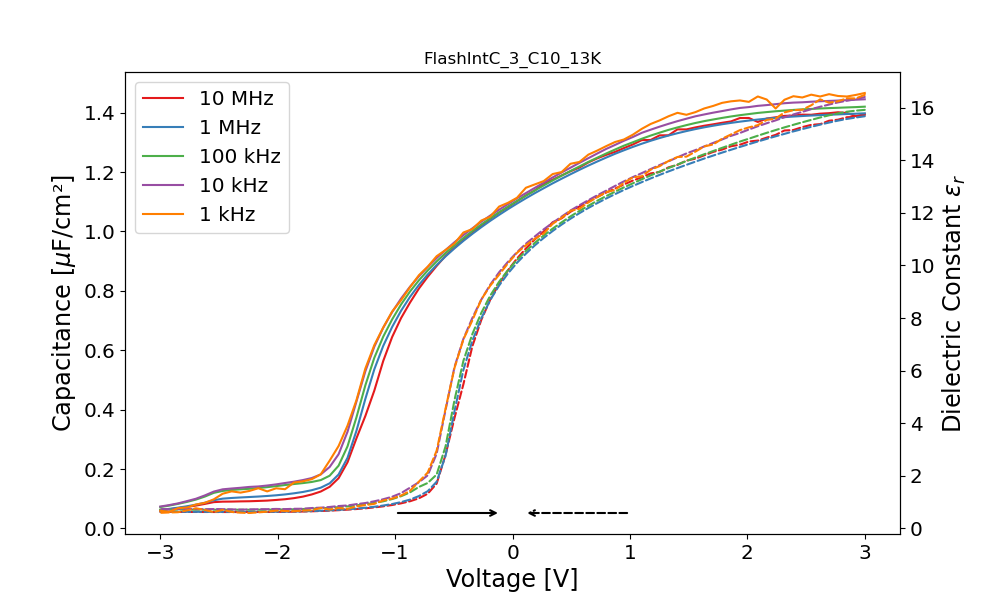 FlashIntC_3_C10_13K
10 MHz
1 MHz
100 kHz
10 kHz
1 kHz
Capacitance [μF/cm²]
1.4
1.2
1.0
0.8
0.6
0.4
0.2
0.0
16
14
12
10
8
6
4
2
0
Dielectric Constant εr
−3
−2
−1
0
1
2
3
Voltage [V]